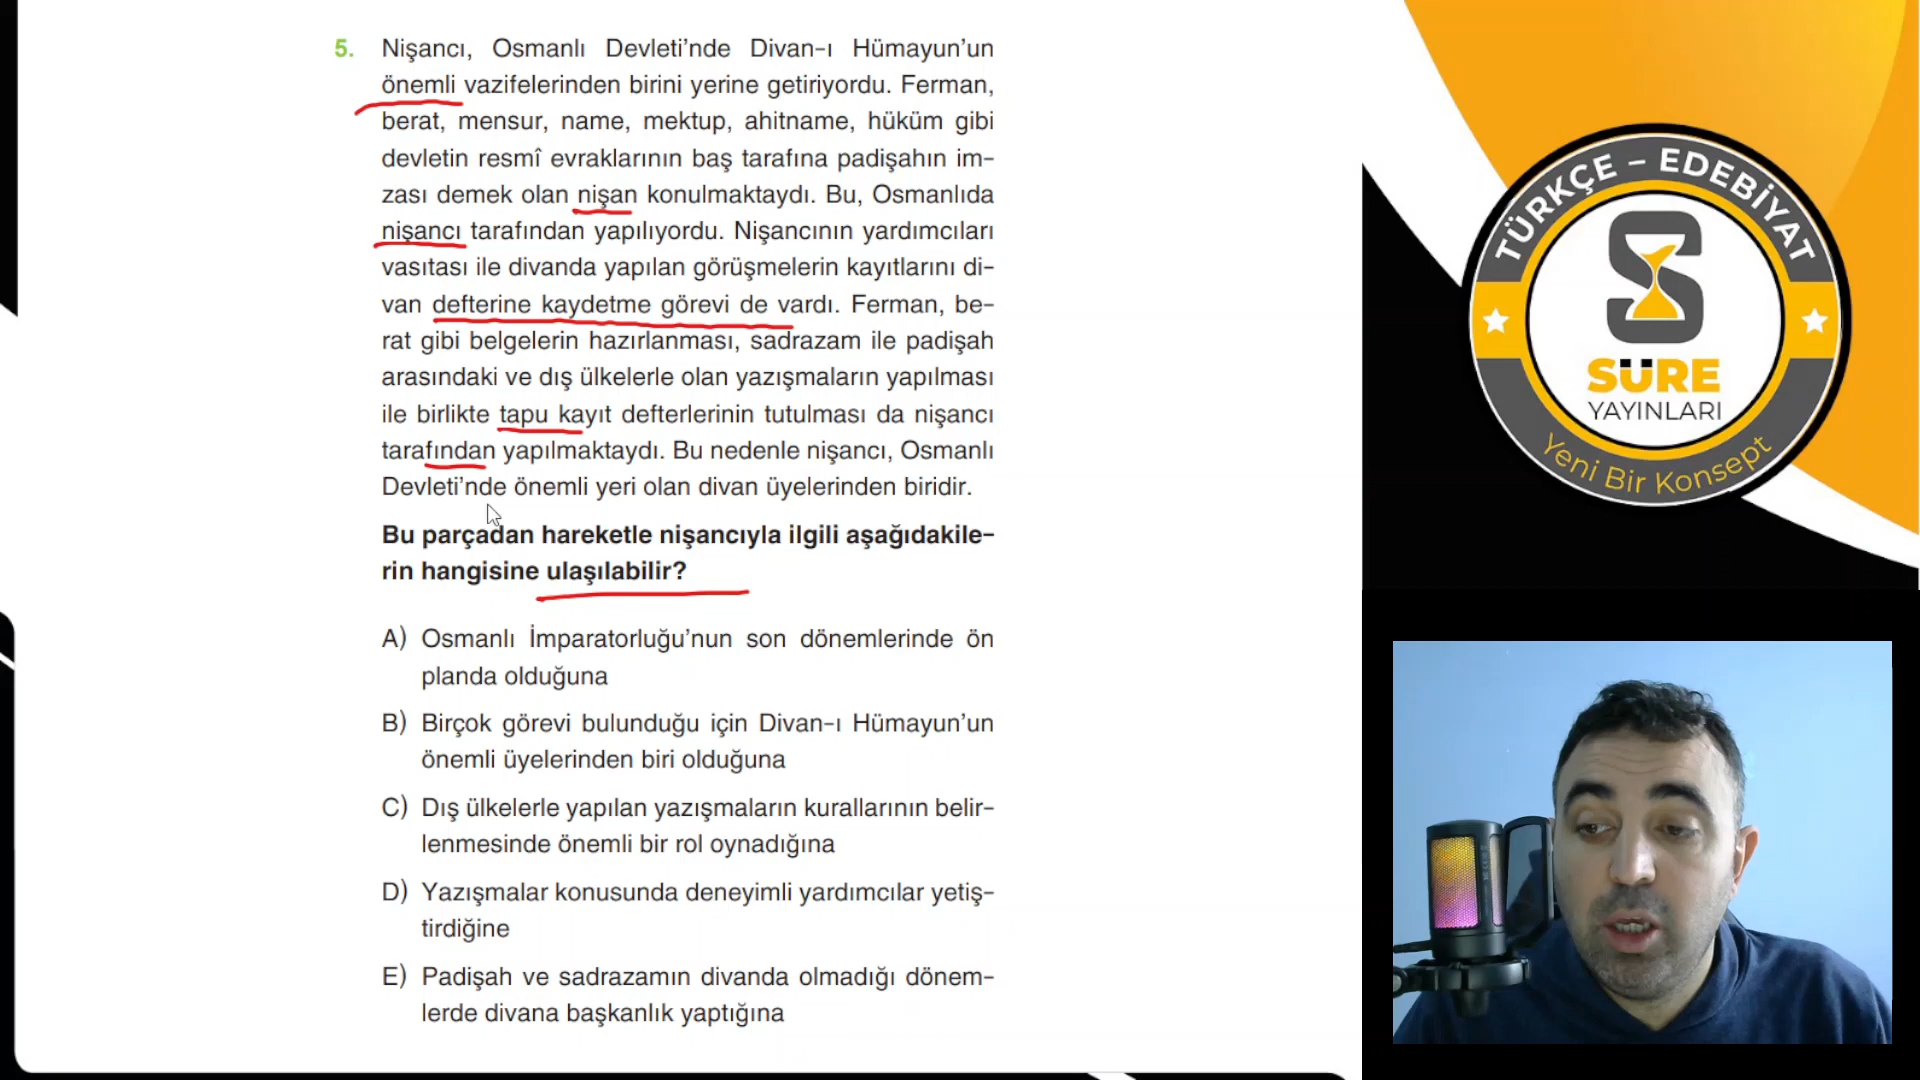 5. Nişancı, Osmanlı Devleti’nde Divan-ı Hümayun’un
önemli vazifelerinden birini yerine getiriyordu. Ferman,
berat, mensur, name, mektup, ahitname, hüküm gibi
devletin resmî evraklarının baş tarafına padişahın im-
zası demek olan nişan konulmaktaydı. Bu, Osmanlıda
nişancı tarafından yapılıyordu. Nişancının yardımcıları
vasıtası ile divanda yapılan görüşmelerin kayıtlarını di-
van defterine kaydetme görevi de vardı. Ferman, be-
rat gibi belgelerin hazırlanması, sadrazam ile padişah
arasındaki ve dış ülkelerle olan yazışmaların yapılması
ile birlikte tapu kayıt defterlerinin tutulması da nişancı
tarafından yapılmaktaydı. Bu nedenle nişancı, Osmanlı
Devleti’nde önemli yeri olan divan üyelerinden biridir.
Bu parçadan hareketle nişancıyla ilgili aşağıdakile-
rin hangisine ulaşılabilir?
A) Osmanlı İmparatorluğu’nun son dönemlerinde ön
planda olduğuna
B) Birçok görevi bulunduğu için Divan-ı Hümayun’un
önemli üyelerinden biri olduğuna
C) Dış ülkelerle yapılan yazışmaların kurallarının belir-
lenmesinde önemli bir rol oynadığına
D) Yazışmalar konusunda deneyimli yardımcılar yetiş-
tirdiğine
E) Padişah ve sadrazamın divanda olmadığı dönem-
lerde divana başkanlık yaptığına
TÜRKÇE – EDEBİYAT
SÜRE
YAYINLARI
Yeni Bir Konsept